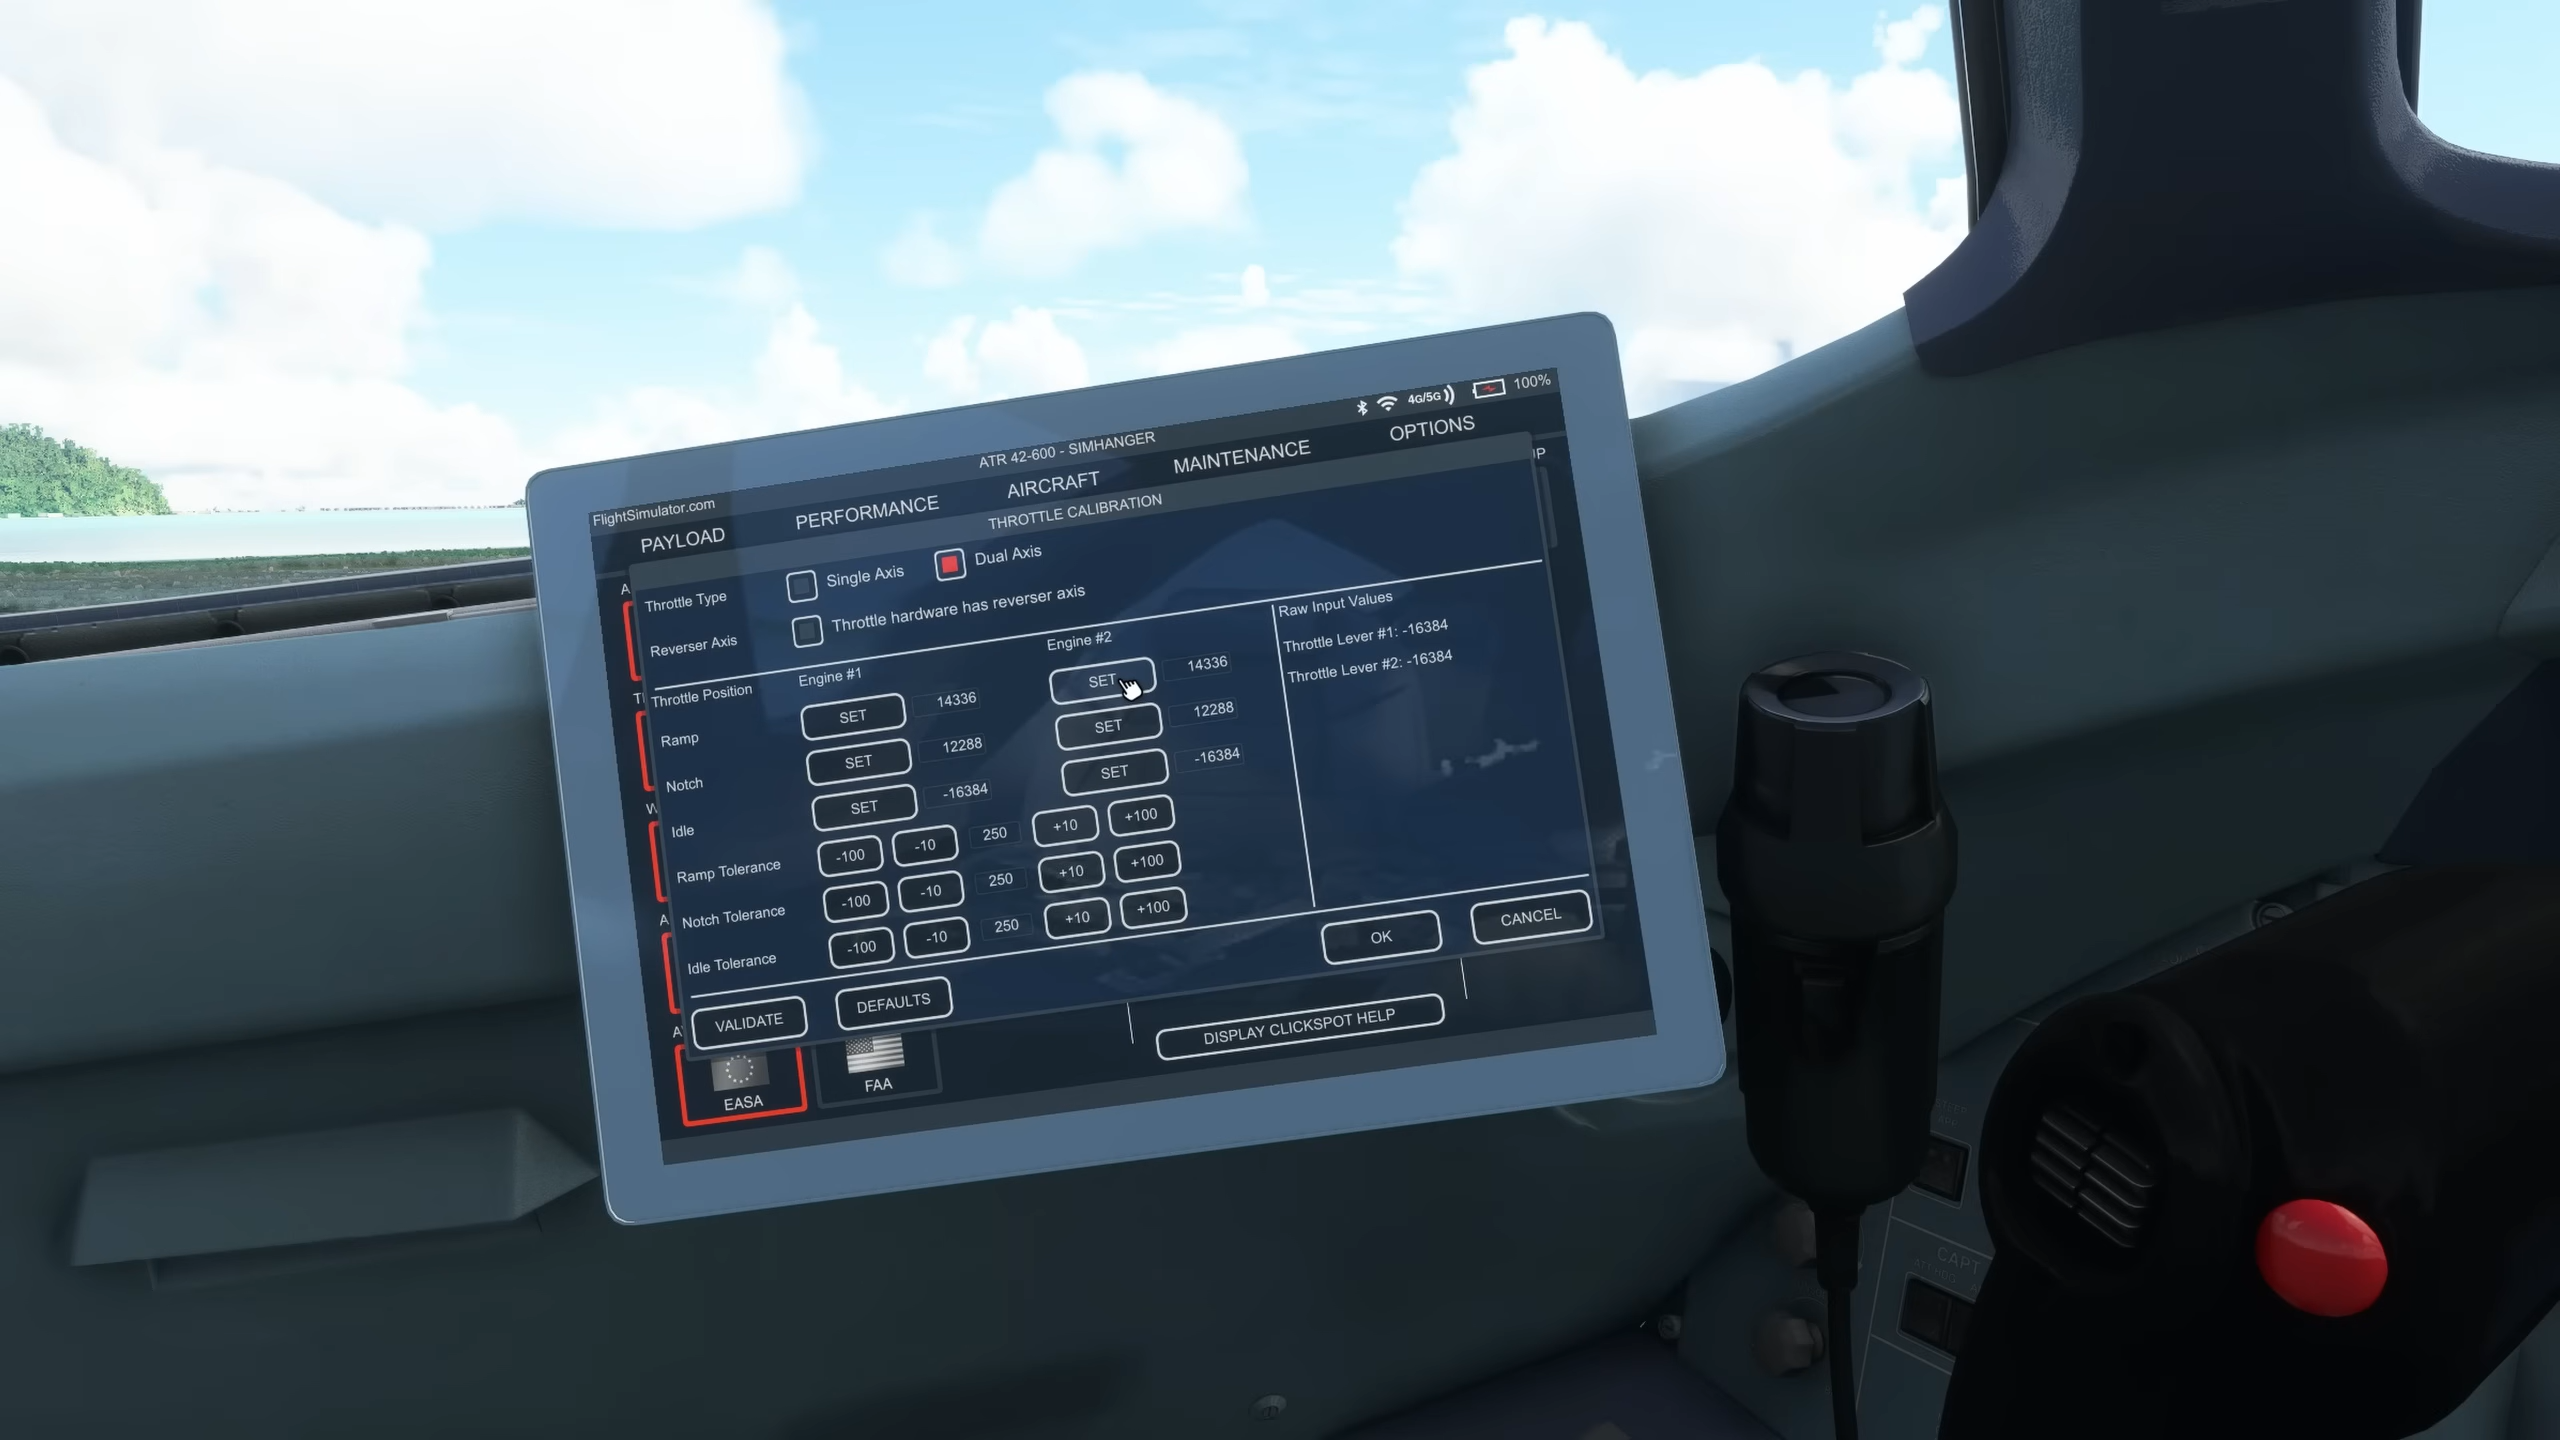 ATR 42-600 - SIMHANGER
4G/5G
100%
FlightSimulator.com
PAYLOAD
PERFORMANCE
AIRCRAFT
MAINTENANCE
OPTIONS
THROTTLE CALIBRATION
Throttle Type
Single Axis
Dual Axis
Reverser Axis
Throttle hardware has reverser axis
Throttle Position
Engine #1
Engine #2
Ramp
SET 14336
SET 14336
Notch
SET 12288
SET 12288
Idle
SET -16384
SET -16384
Ramp Tolerance
-100 -10 250 +10 +100
Notch Tolerance
-100 -10 250 +10 +100
Idle Tolerance
-100 -10 250 +10 +100
Raw Input Values
Throttle Lever #1: -16384
Throttle Lever #2: -16384
OK
CANCEL
VALIDATE
DEFAULTS
DISPLAY CLICKSPOT HELP
EASA
FAA
CAPT